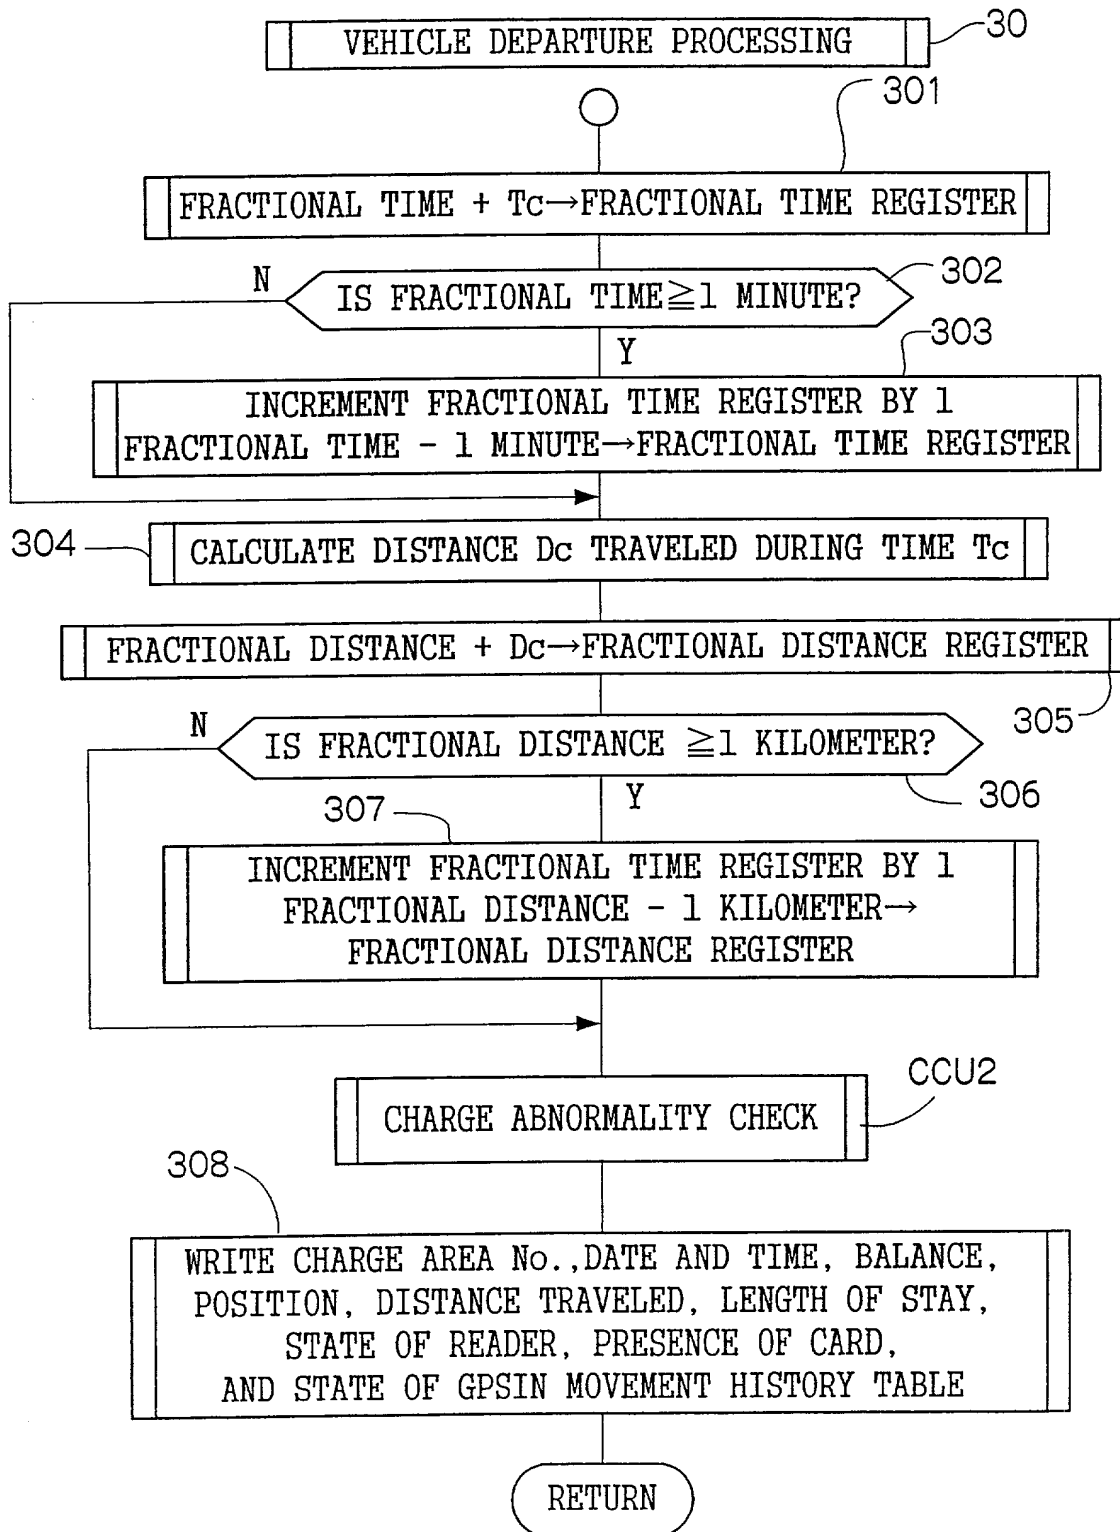 VEHICLE DEPARTURE PROCESSING
30
301
FRACTIONAL TIME + Tc→FRACTIONAL TIME REGISTER
N
IS FRACTIONAL TIME≧1 MINUTE?
302
Y
303
INCREMENT FRACTIONAL TIME REGISTER BY 1
FRACTIONAL TIME - 1 MINUTE→FRACTIONAL TIME REGISTER
304
CALCULATE DISTANCE Dc TRAVELED DURING TIME Tc
FRACTIONAL DISTANCE + Dc→FRACTIONAL DISTANCE REGISTER
305
N
IS FRACTIONAL DISTANCE ≧1 KILOMETER?
306
Y
307
INCREMENT FRACTIONAL TIME REGISTER BY 1
FRACTIONAL DISTANCE - 1 KILOMETER→
FRACTIONAL DISTANCE REGISTER
CCU2
CHARGE ABNORMALITY CHECK
308
WRITE CHARGE AREA No.,DATE AND TIME, BALANCE,
POSITION, DISTANCE TRAVELED, LENGTH OF STAY,
STATE OF READER, PRESENCE OF CARD,
AND STATE OF GPSIN MOVEMENT HISTORY TABLE
RETURN